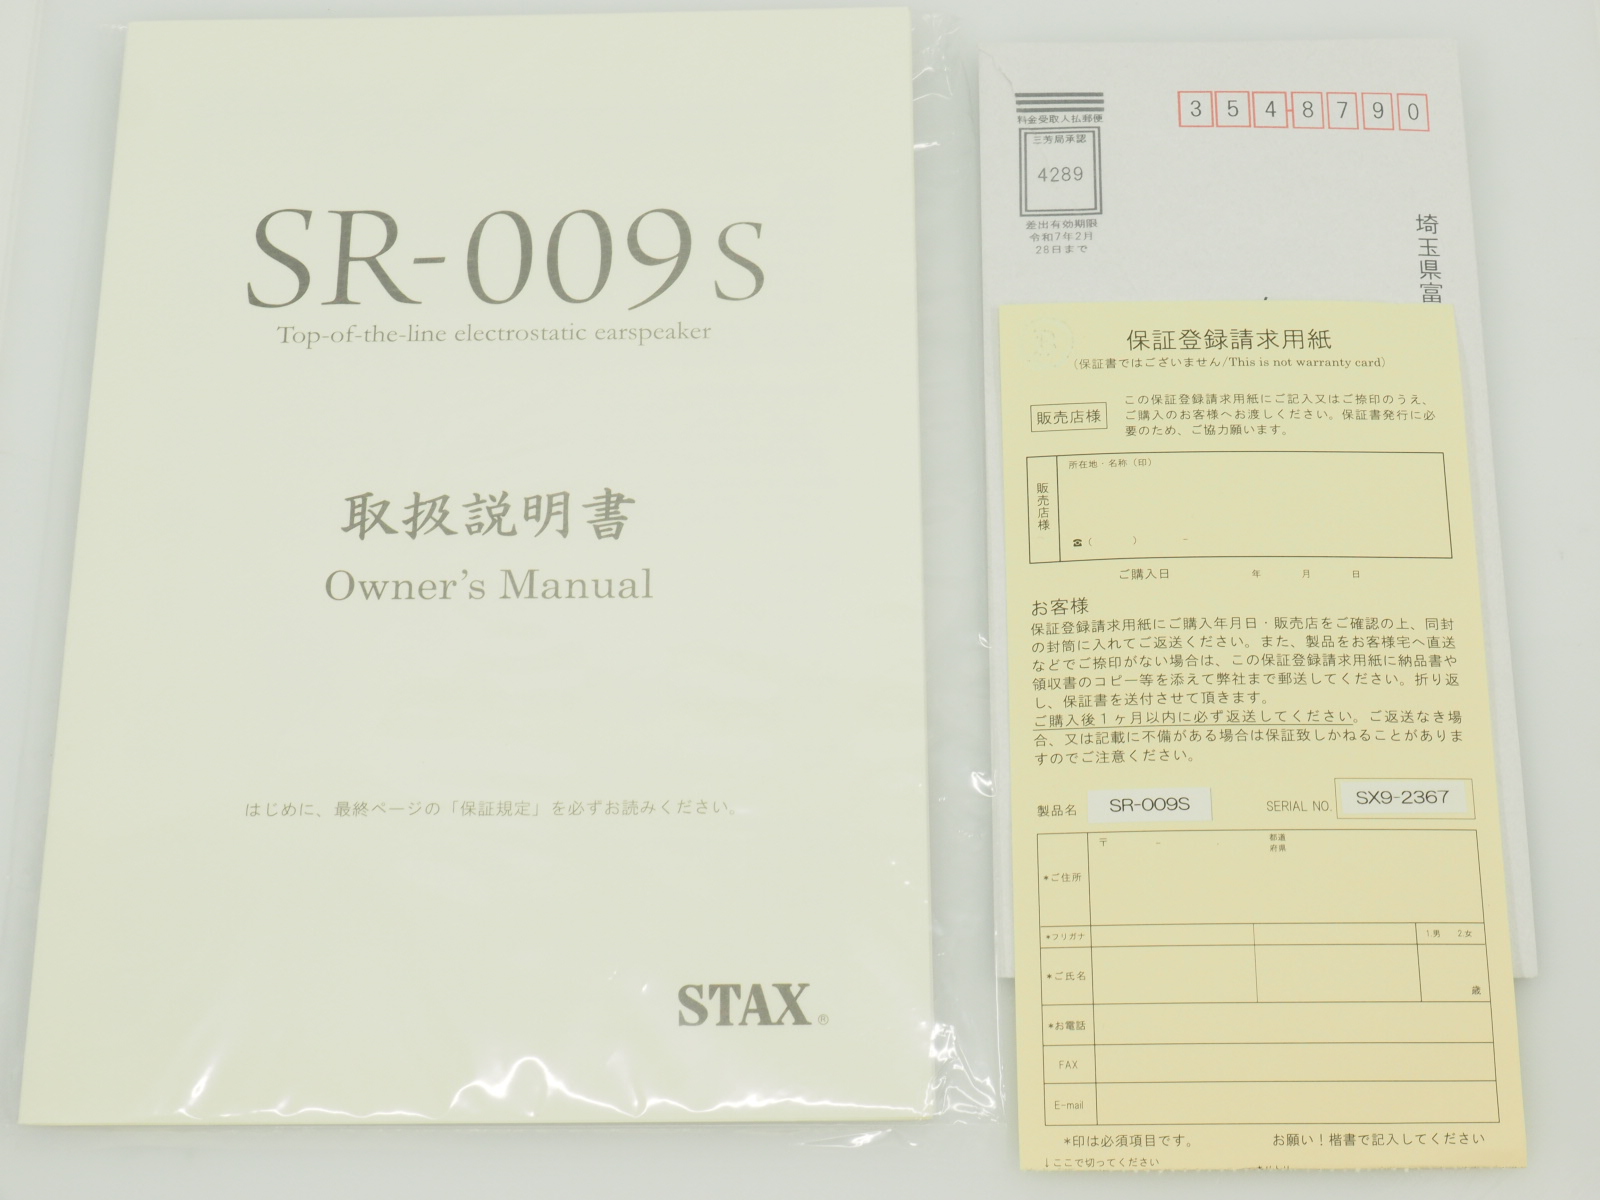 SR-009S
Top-of-the-line electrostatic earspeaker
取扱説明書
Owner's Manual
はじめに、最終ページの「保証規定」を必ずお読みください。
STAX®
料金受取人払郵便
三芳局承認
4289
差出有効期限
令和7年2月
28日まで
354-8790
埼玉県富
保証登録請求用紙
(保証書ではございません/This is not warranty card)
販売店様
この保証登録請求用紙にご記入又はご捺印のうえ、
ご購入のお客様へお渡しください。保証書発行に必
要のため、ご協力願います。
販売店様
所在地・名称(印)
☎( ) -
ご購入日 年 月 日
お客様
保証登録請求用紙にご購入年月日・販売店をご確認の上、同封
の封筒に入れてご返送ください。また、製品をお客様宅へ直送
などでご捺印がない場合は、この保証登録請求用紙に納品書や
領収書のコピー等を添えて弊社まで郵送してください。折り返
し、保証書を送付させて頂きます。
ご購入後1ヶ月以内に必ず返送してください。ご返送なき場
合、又は記載に不備がある場合は保証致しかねることがありま
すのでご注意ください。
製品名 SR-009S SERIAL NO. SX9-2367
*ご住所 〒 - 都道府県
*フリガナ 1.男 2.女
*ご氏名 歳
*お電話
FAX
E-mail
*印は必須項目です。 お願い!楷書で記入してください
↓ここで切ってください